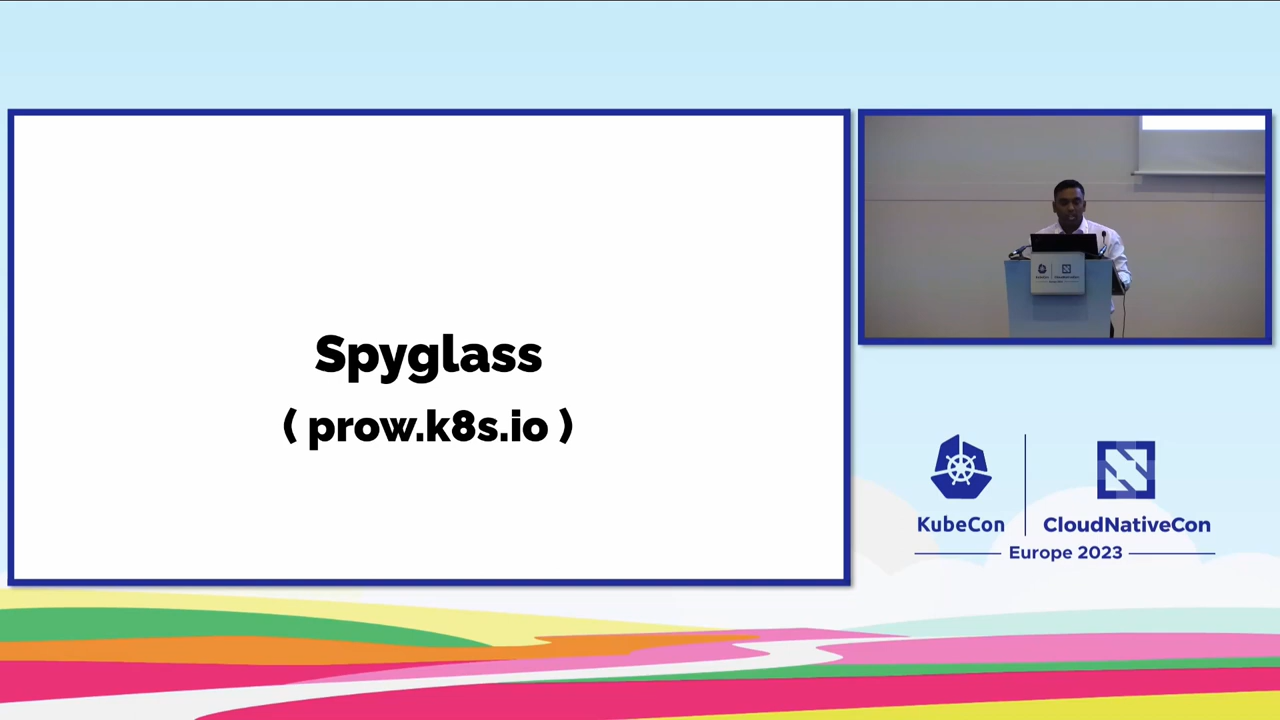 Spyglass
( prow.k8s.io )
KubeCon
CloudNativeCon
Europe 2023